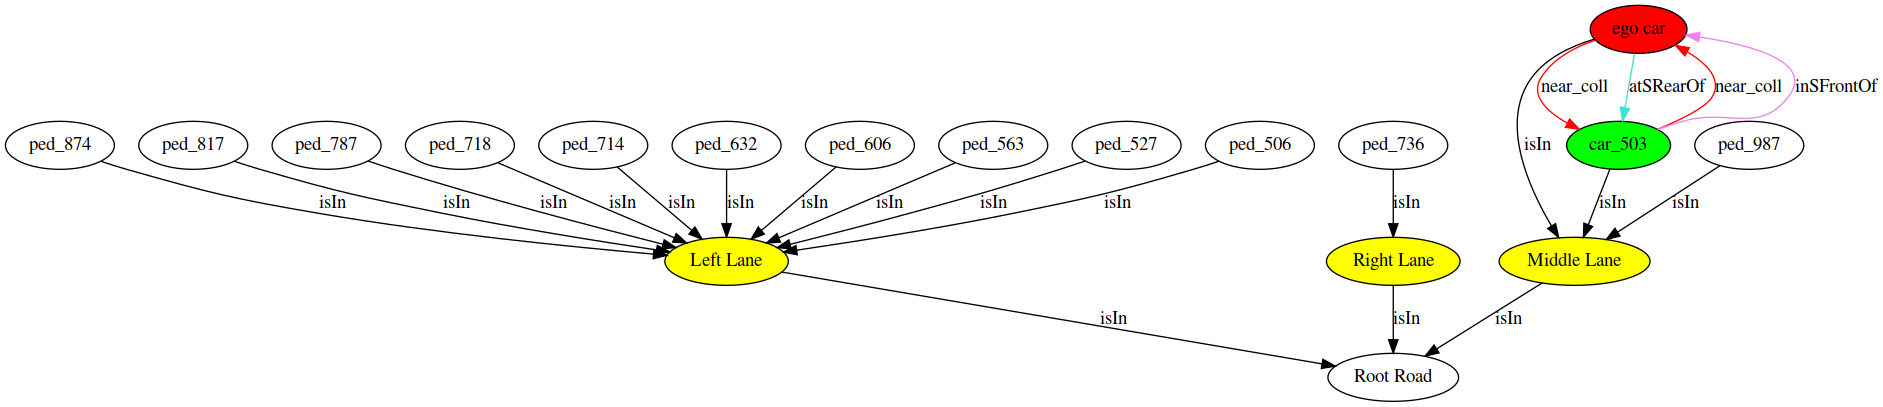 ego car
near_coll
atSRearOf
near_coll
inSFrontOf
ped_874
ped_817
ped_787
ped_718
ped_714
ped_632
ped_606
ped_563
ped_527
ped_506
ped_736
isIn
car_503
ped_987
isIn
isIn
isIn
isIn
isIn
isIn
isIn
isIn
isIn
isIn
isIn
isIn
isIn
Left Lane
Right Lane
Middle Lane
isIn
isIn
isIn
Root Road